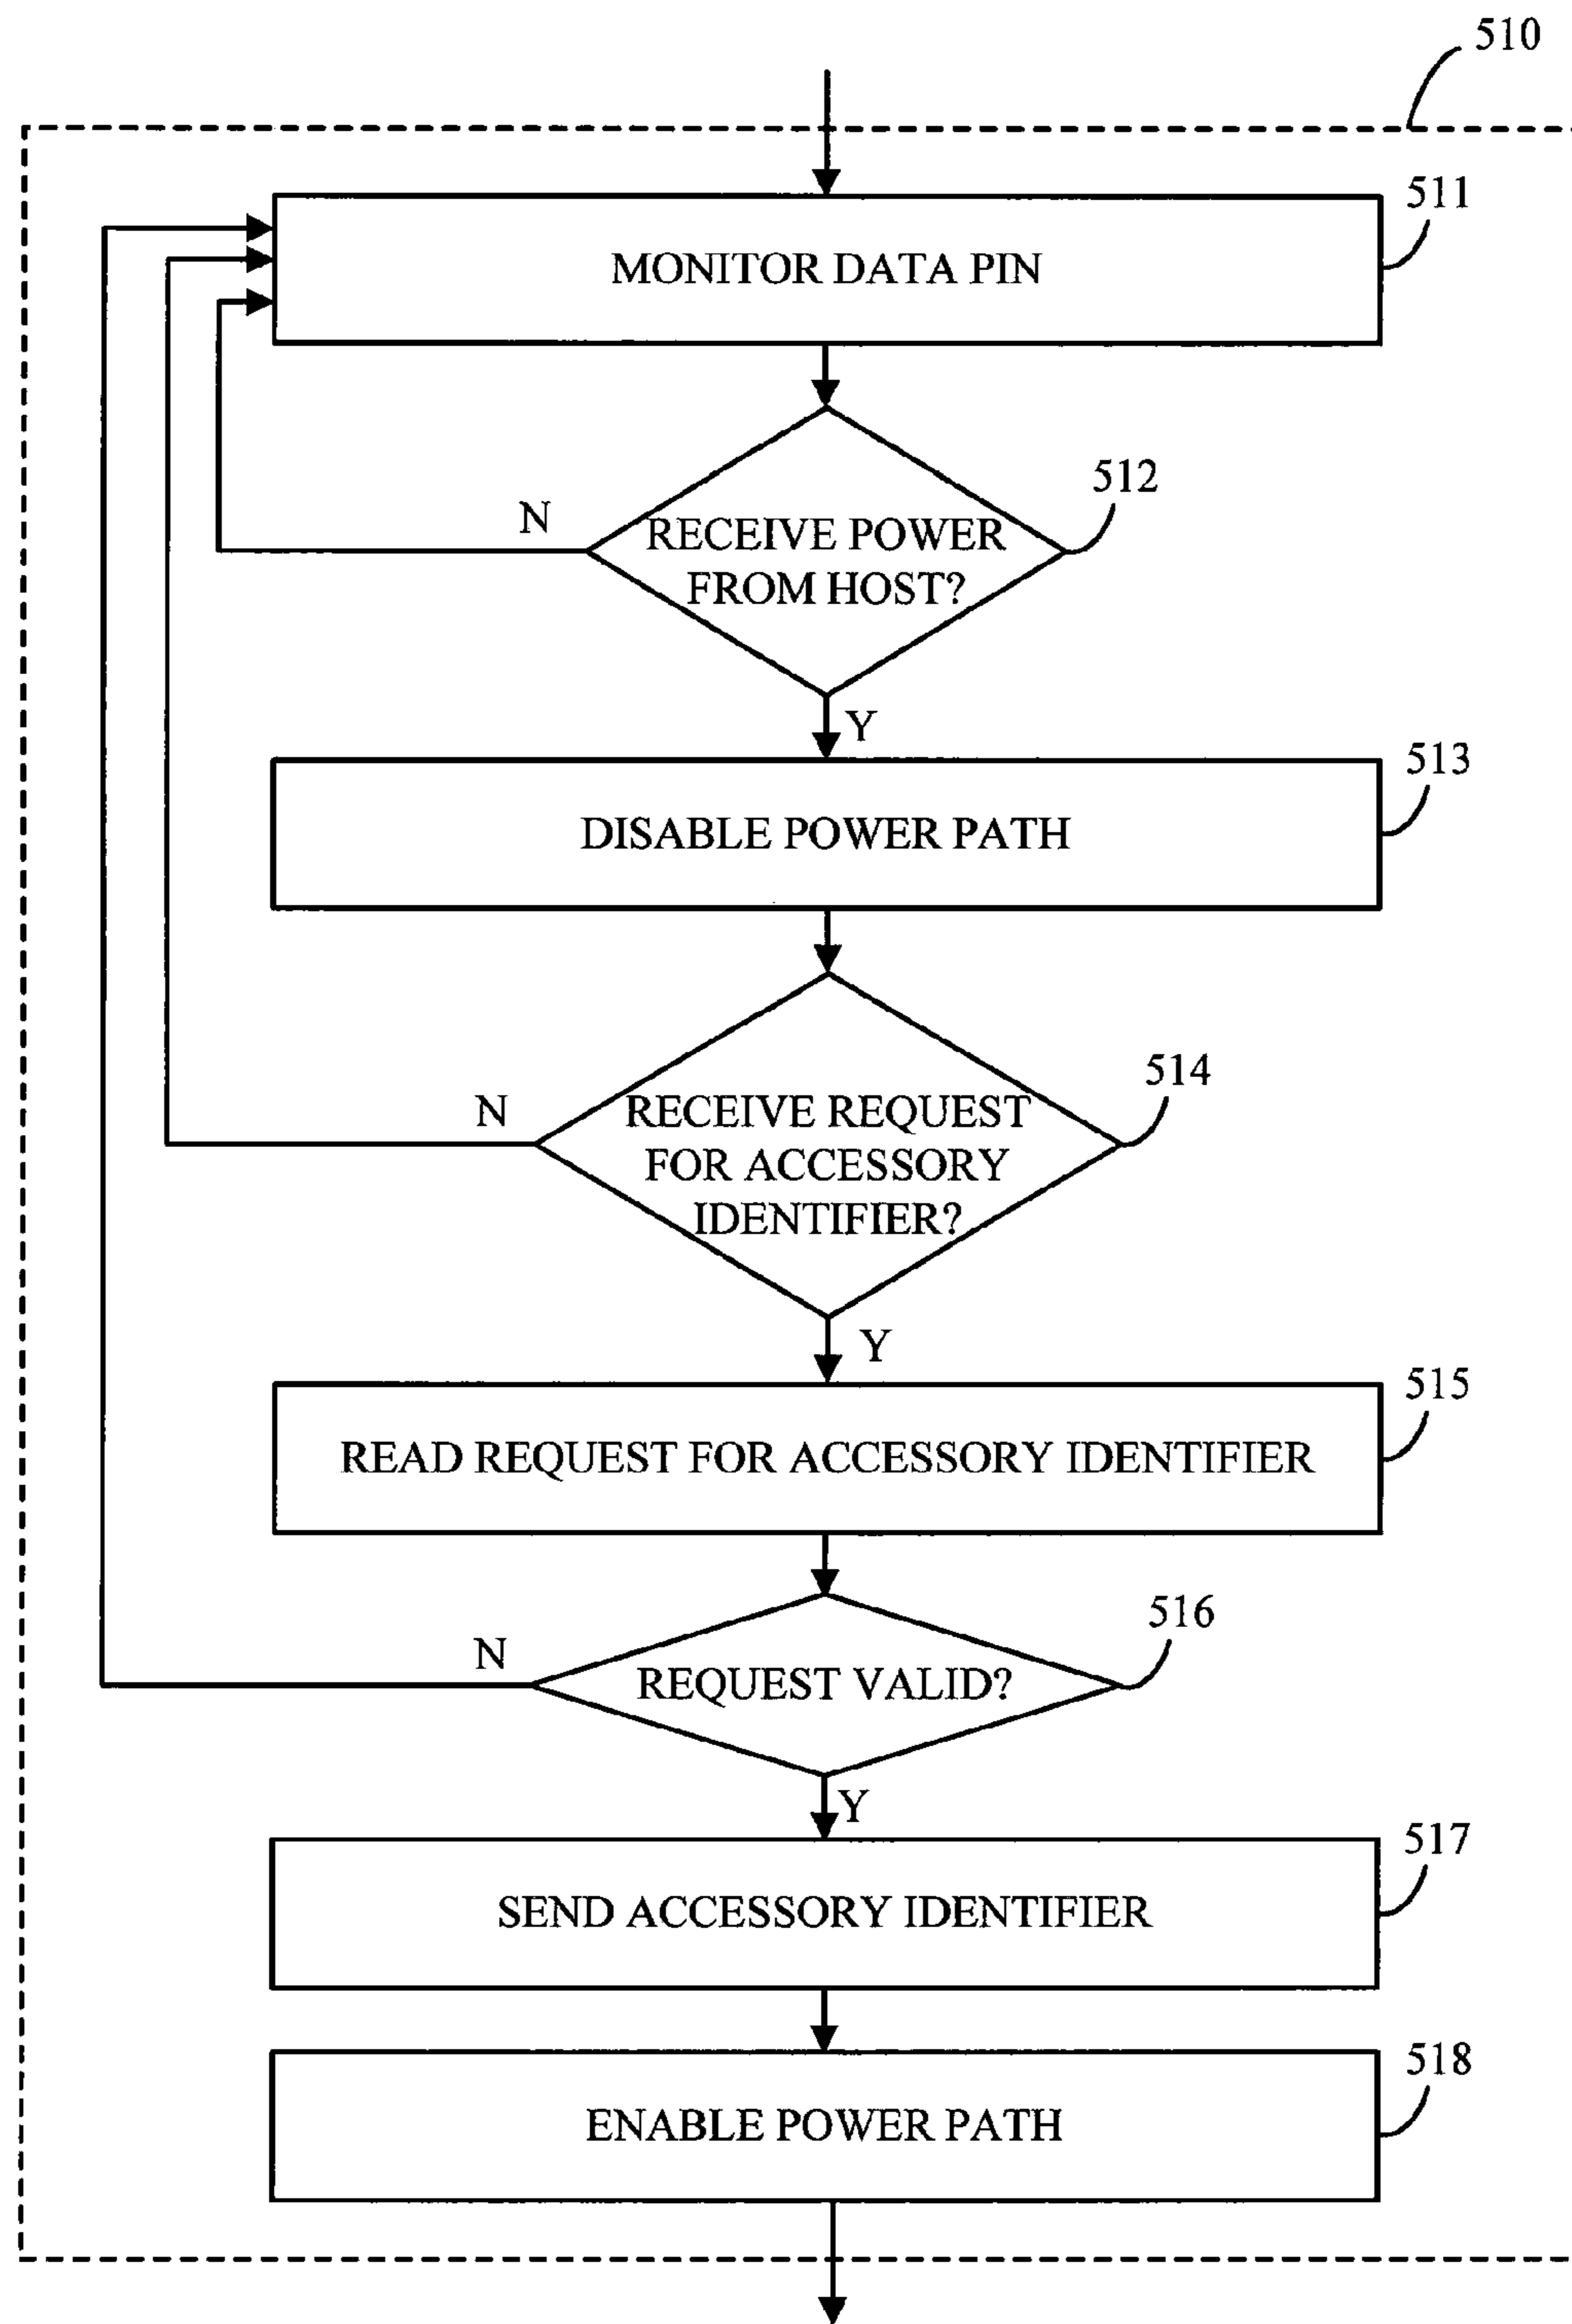 510
511
MONITOR DATA PIN
512
N
RECEIVE POWER
FROM HOST?
Y
513
DISABLE POWER PATH
514
N
RECEIVE REQUEST
FOR ACCESSORY
IDENTIFIER?
Y
515
READ REQUEST FOR ACCESSORY IDENTIFIER
516
N
REQUEST VALID?
Y
517
SEND ACCESSORY IDENTIFIER
518
ENABLE POWER PATH